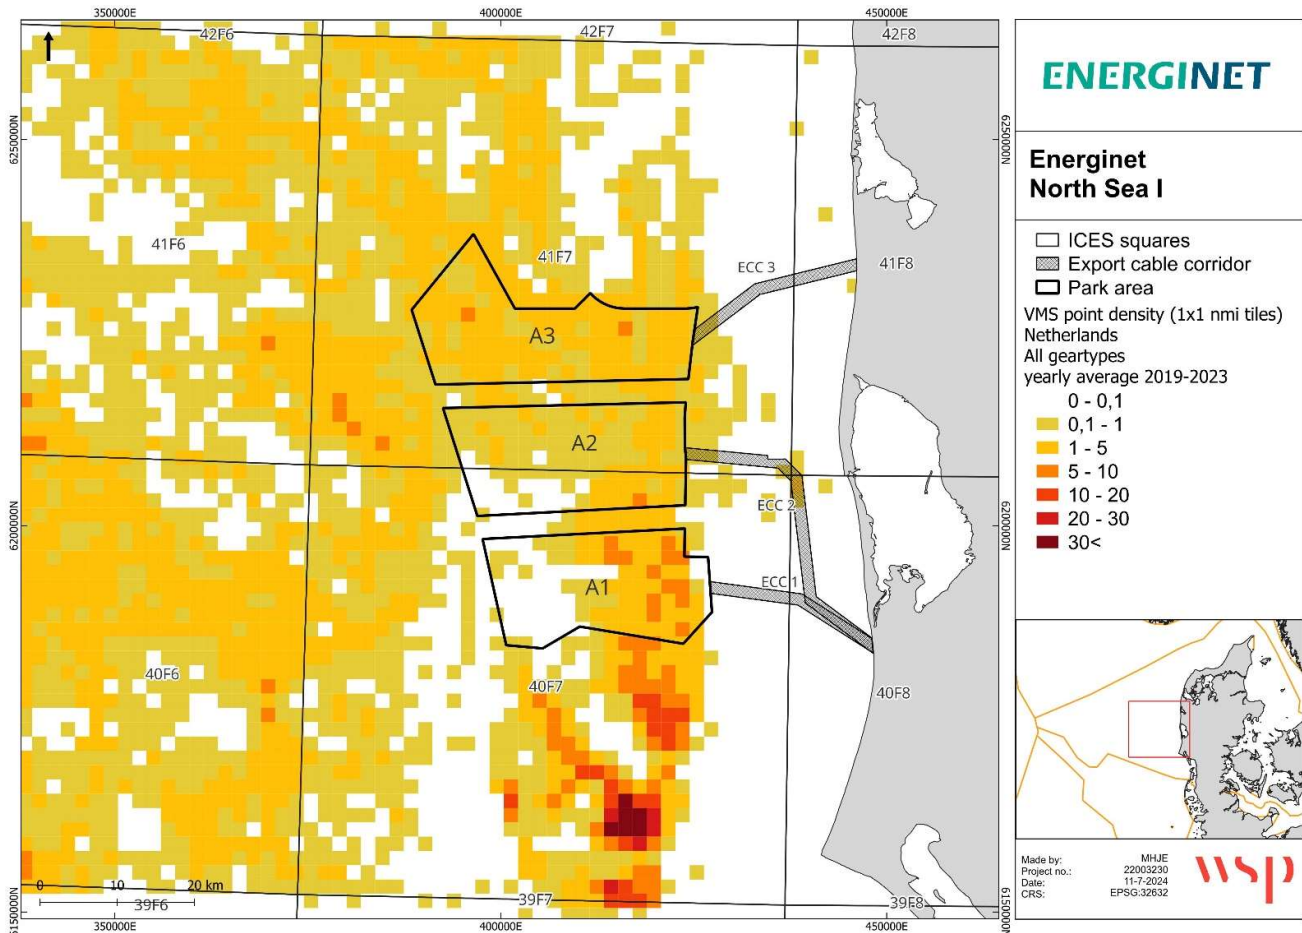 350000E
400000E
450000E
42F6
42F7
42F8
6250000N
6250000N
41F6
41F7
41F8
ECC 3
A3
A2
ECC 2
6200000N
6200000N
A1
ECC 1
40F6
40F7
40F8
0 10 20 km
39F6
39F7
39F8
6150000N
6150000N
350000E
400000E
450000E
ENERGINET
Energinet
North Sea I
ICES squares
Export cable corridor
Park area
VMS point density (1x1 nmi tiles)
Netherlands
All geartypes
yearly average 2019-2023
0 - 0,1
0,1 - 1
1 - 5
5 - 10
10 - 20
20 - 30
30<
Made by: MHJE
Project no.: 22003230
Date: 11-7-2024
CRS: EPSG:32632
wsp